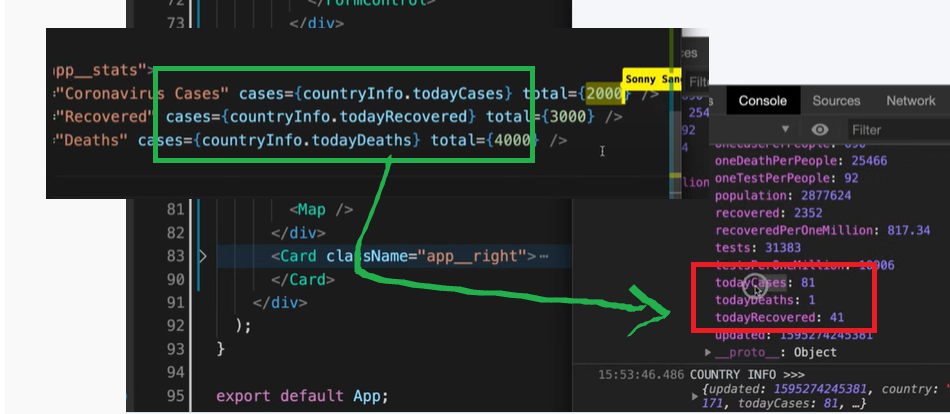 72 </FormControl>
73 </div>
app__stats">
="Coronavirus Cases" cases={countryInfo.todayCases} total={2000} />
="Recovered" cases={countryInfo.todayRecovered} total={3000} />
="Deaths" cases={countryInfo.todayDeaths} total={4000} />
Sonny San
81 <Map />
82 </div>
83 <Card className="app__right">⋯
90 </Card>
91 </div>
92 );
93 }
94
95 export default App;
Console Sources Network
Filter
oneCasePerPeople: 890
oneDeathPerPeople: 25466
oneTestPerPeople: 92
population: 2877624
recovered: 2352
recoveredPerOneMillion: 817.34
tests: 31383
testsPerOneMillion: 10906
todayCases: 81
todayDeaths: 1
todayRecovered: 41
updated: 1595274245381
▶ __proto__: Object
15:53:46.486 COUNTRY INFO >>>
▶ {updated: 1595274245381, country:
171, todayCases: 81, …}